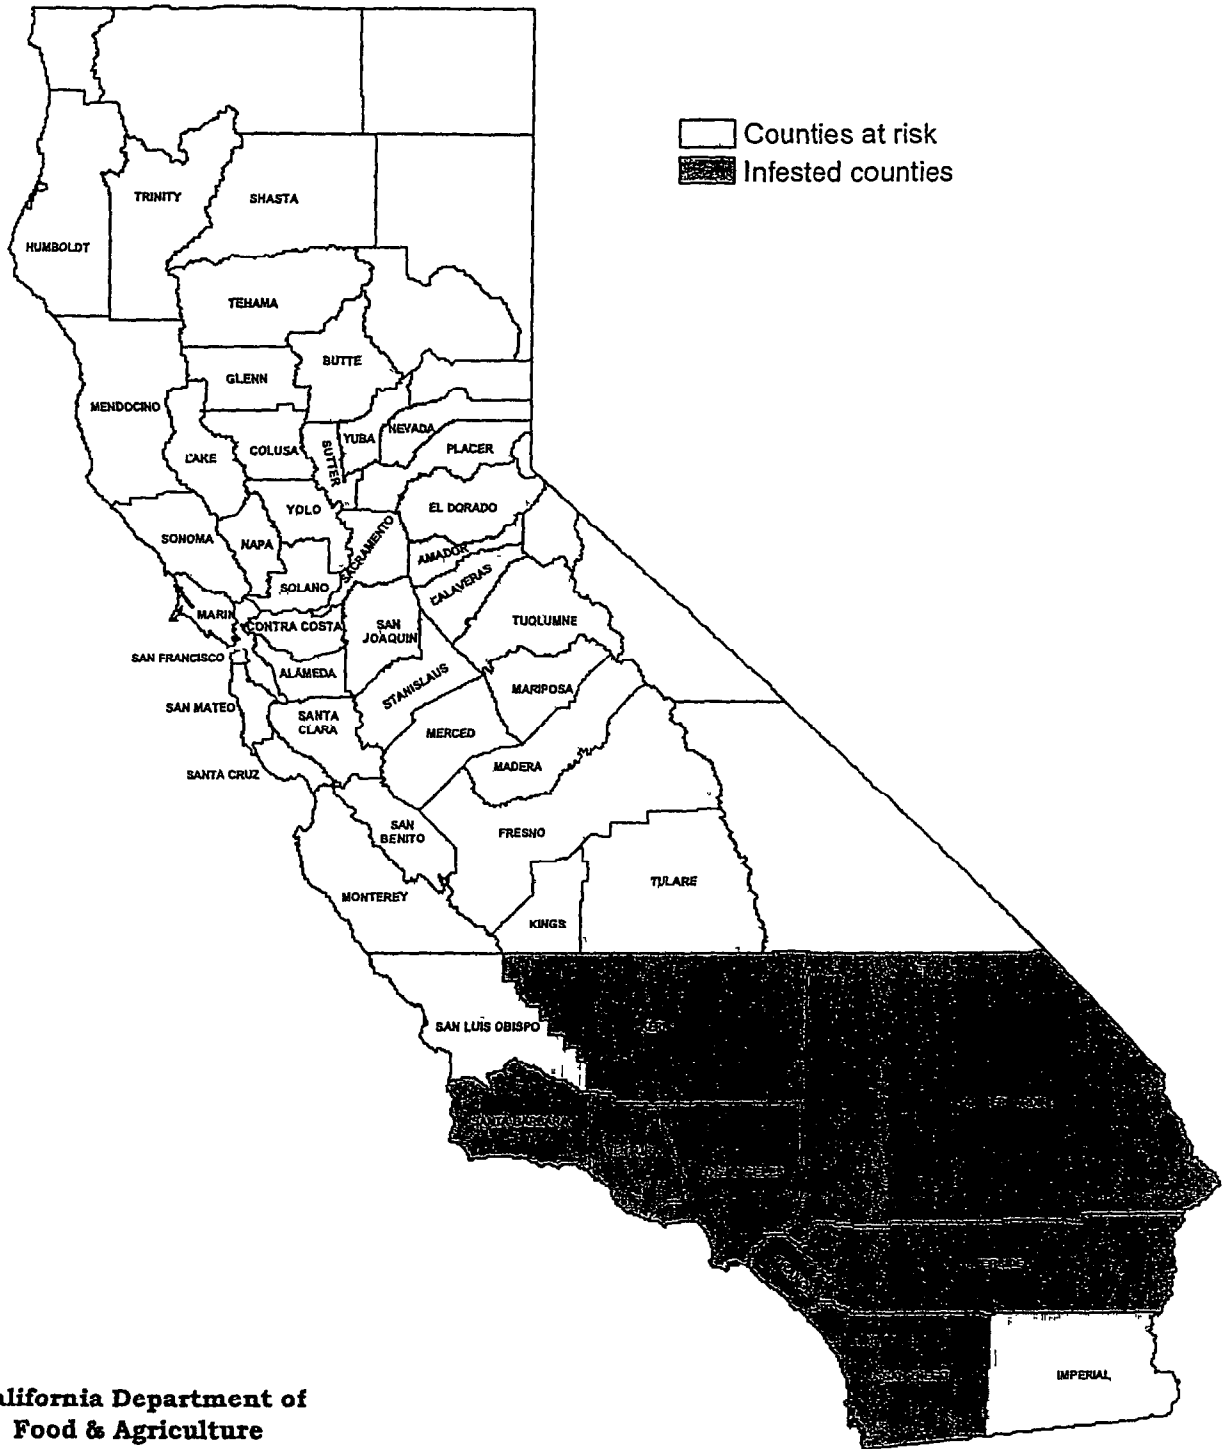 Counties at risk
Infested counties
TRINITY
SHASTA
HUMBOLDT
TEHAMA
BUTTE
GLENN
MENDOCINO
NEVADA
YUBA
SUTTER
COLUSA
LAKE
PLACER
YOLO
EL DORADO
SONOMA
NAPA
SACRAMENTO
AMADOR
SOLANO
CALAVERAS
MARIN
CONTRA COSTA
SAN
JOAQUIN
TUOLUMNE
SAN FRANCISCO
ALAMEDA
STANISLAUS
MARIPOSA
SAN MATEO
SANTA
CLARA
MERCED
MADERA
SANTA CRUZ
SAN
BENITO
FRESNO
TULARE
MONTEREY
KINGS
SAN LUIS OBISPO
IMPERIAL
alifornia Department of
Food & Agriculture